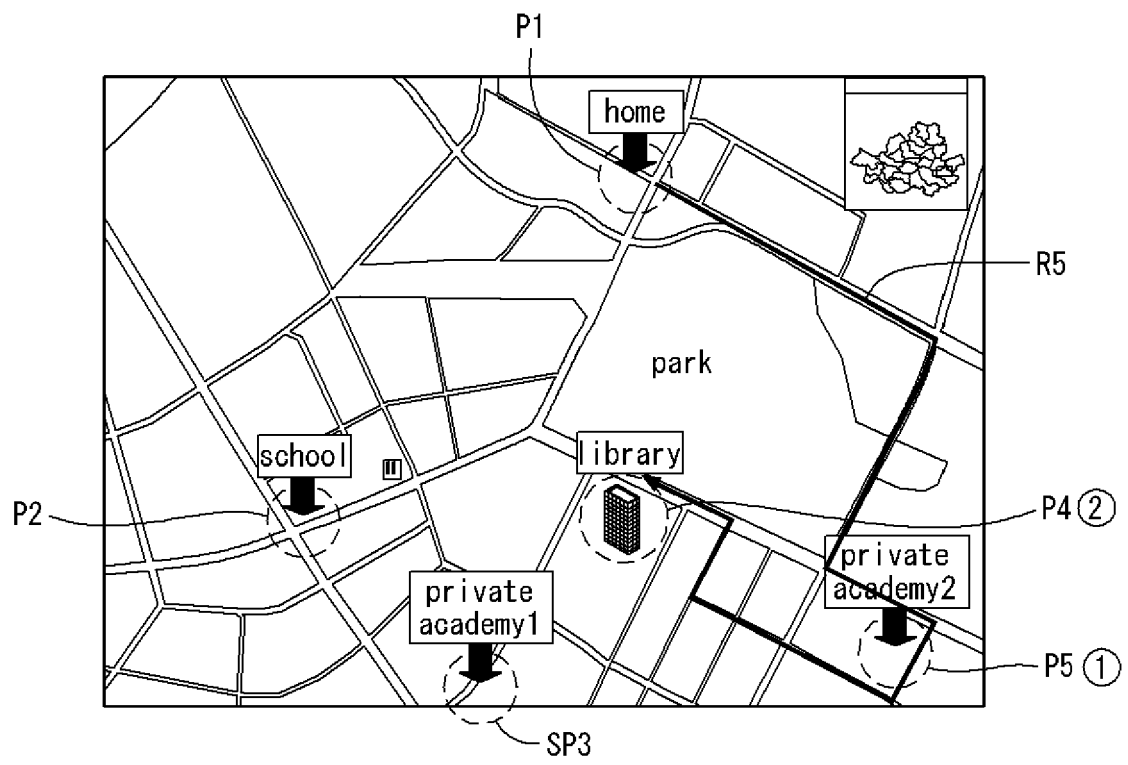 P1
home
R5
park
school
library
P2
P4 ②
private
academy2
private
academy1
P5 ①
SP3